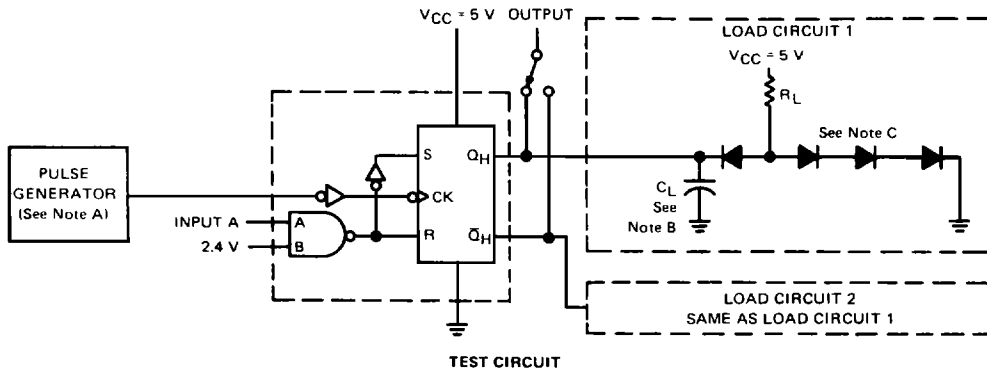 VCC = 5 V OUTPUT
LOAD CIRCUIT 1
VCC = 5 V
RL
See Note C
PULSE
GENERATOR
(See Note A)
S
QH
CK
CL
See
Note B
INPUT A
A
2.4 V
B
R
Q̅H
LOAD CIRCUIT 2
SAME AS LOAD CIRCUIT 1
TEST CIRCUIT